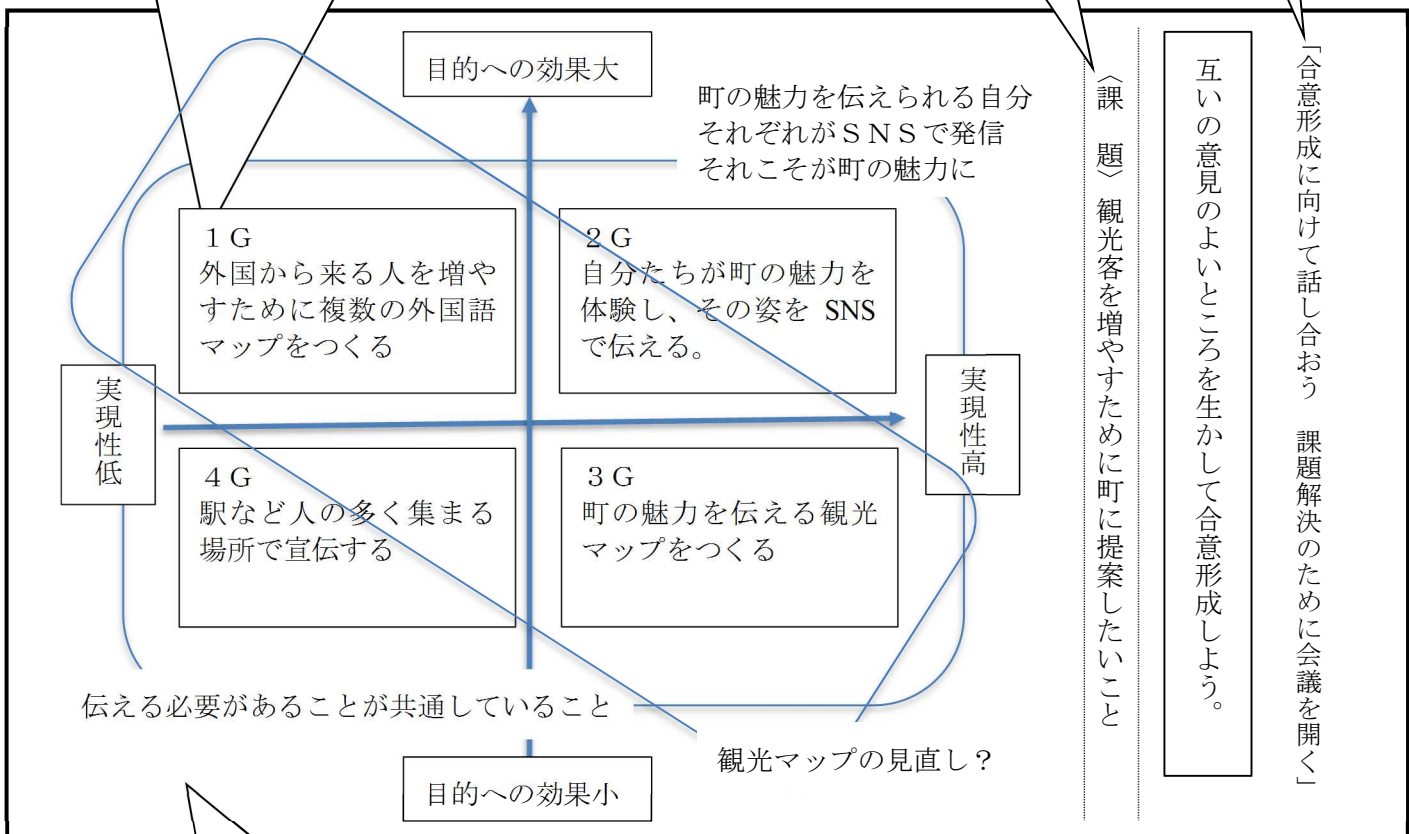 「合意形成に向けて話し合おう　課題解決のために会議を開く」
互いの意見のよいところを生かして合意形成しよう。
〈課　題〉観光客を増やすために町に提案したいこと
目的への効果大
町の魅力を伝えられる自分
それぞれがＳＮＳで発信
それこそが町の魅力に
１G
外国から来る人を増や
すために複数の外国語
マップをつくる
２G
自分たちが町の魅力を
体験し、その姿を SNS
で伝える。
実現性低
実現性高
４G
駅など人の多く集まる
場所で宣伝する
３G
町の魅力を伝える観光
マップをつくる
伝える必要があることが共通していること
観光マップの見直し？
目的への効果小